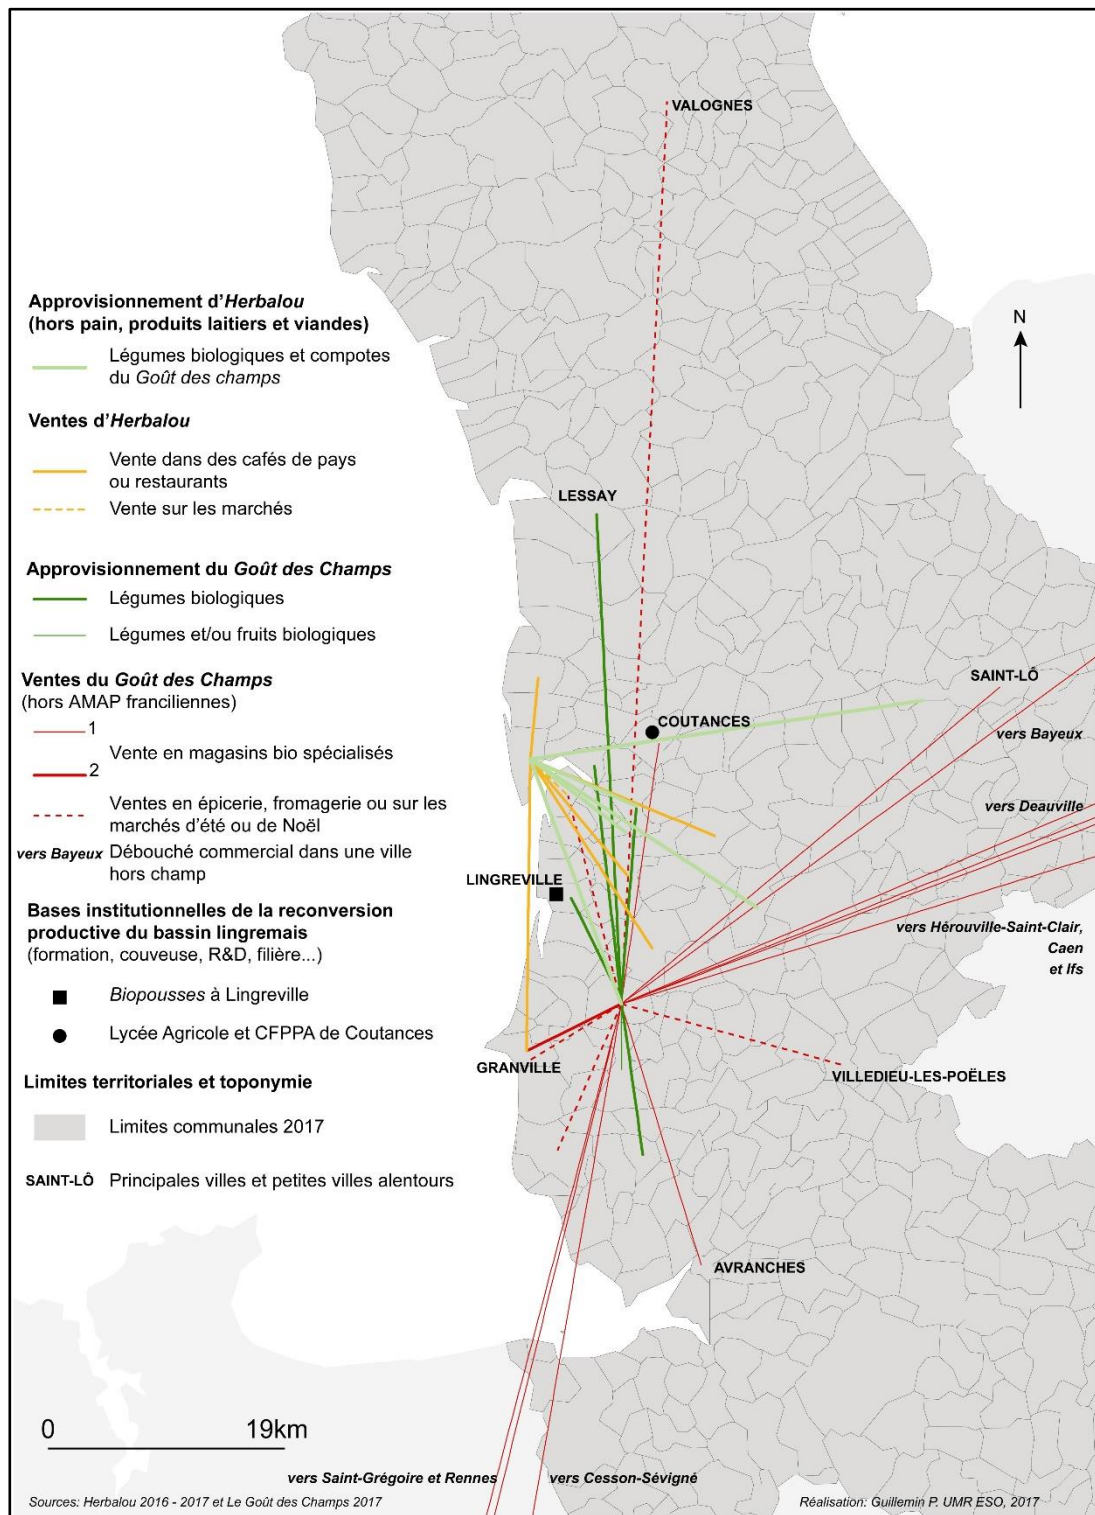 VALOGNES
Approvisionnement d'Herbalou
(hors pain, produits laitiers et viandes)
Légumes biologiques et compotes
du Goût des champs
N
Ventes d'Herbalou
Vente dans des cafés de pays
ou restaurants
Vente sur les marchés
LESSAY
Approvisionnement du Goût des Champs
Légumes biologiques
Légumes et/ou fruits biologiques
Ventes du Goût des Champs
(hors AMAP franciliennes)
1
Vente en magasins bio spécialisés
2
Ventes en épicerie, fromagerie ou sur les
marchés d'été ou de Noël
vers Bayeux Débouché commercial dans une ville
hors champ
SAINT-LÔ
COUTANCES
vers Bayeux
vers Deauville
LINGREVILLE
vers Hérouville-Saint-Clair,
Caen
et Ifs
Bases institutionnelles de la reconversion
productive du bassin lingremais
(formation, couveuse, R&D, filière...)
Biopousses à Lingreville
Lycée Agricole et CFPPA de Coutances
GRANVILLE
VILLEDIEU-LES-POËLES
Limites territoriales et toponymie
Limites communales 2017
SAINT-LÔ Principales villes et petites villes alentours
AVRANCHES
0 19km
vers Saint-Grégoire et Rennes
vers Cesson-Sévigné
Sources: Herbalou 2016 - 2017 et Le Goût des Champs 2017
Réalisation: Guillemin P. UMR ESO, 2017